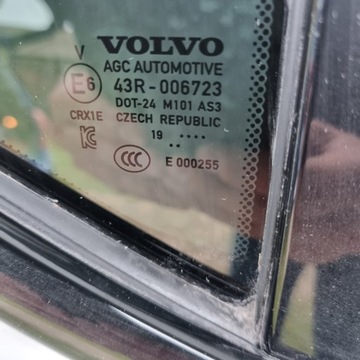 V VOLVO
AGC AUTOMOTIVE
E6 43R-006723
DOT-24 M101 AS3
CRX1E CZECH REPUBLIC
19 ....
..
CCC E 000255